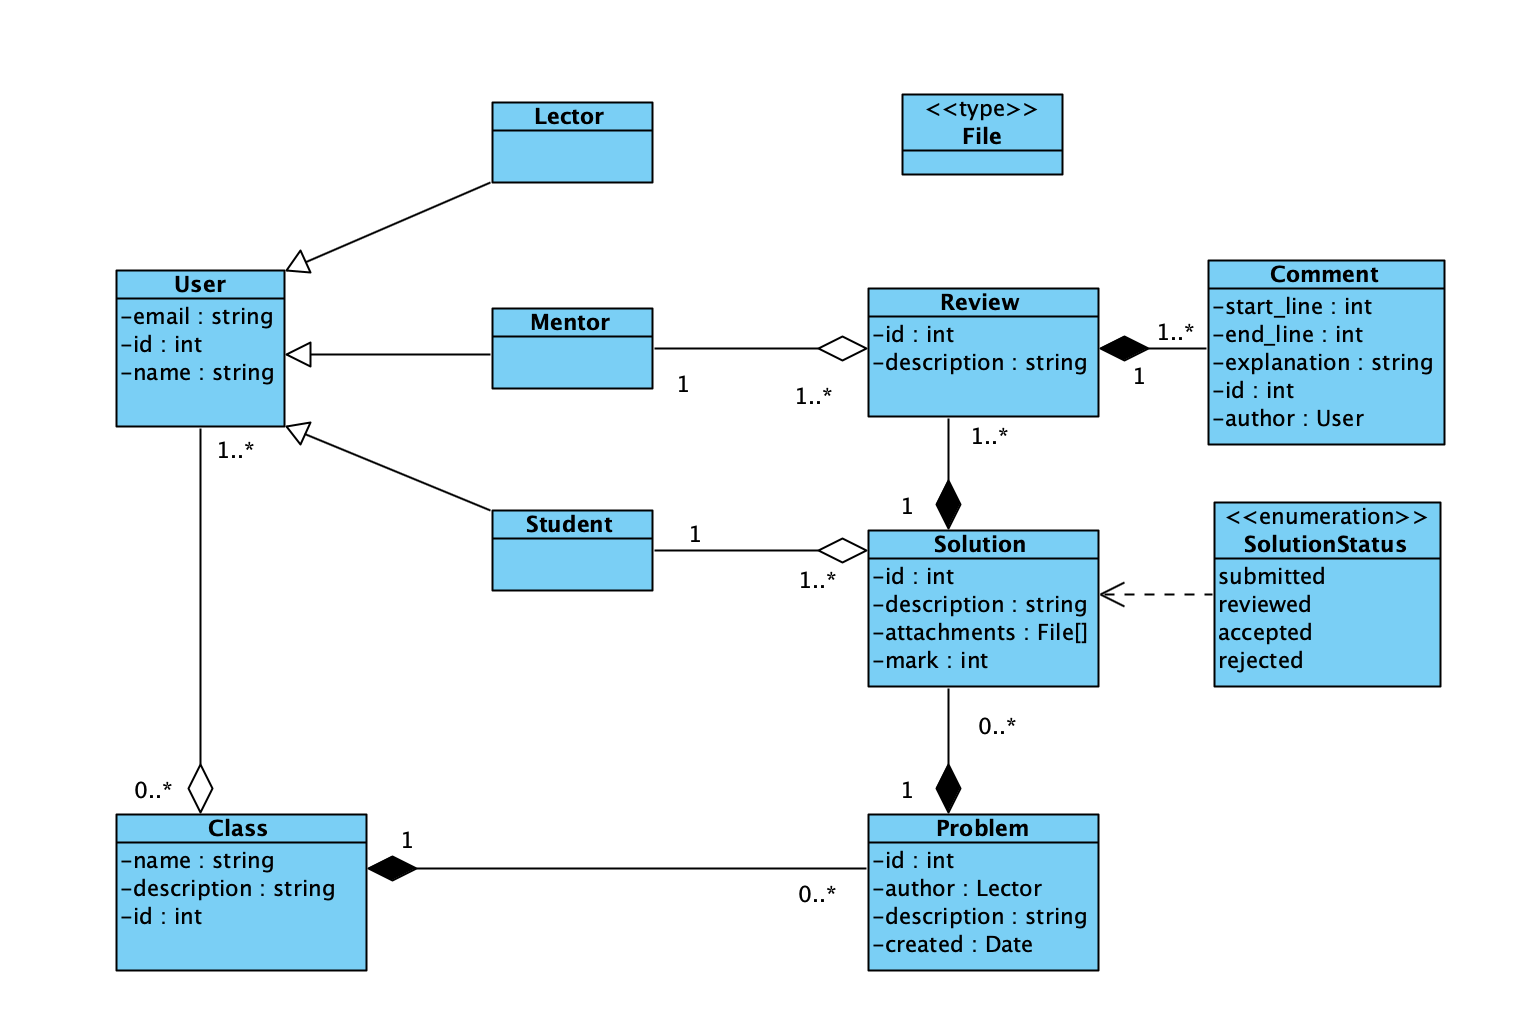 Lector
<<type>>
File
User
-email : string
-id : int
-name : string
Mentor
Review
-id : int
-description : string
Comment
-start_line : int
-end_line : int
-explanation : string
-id : int
-author : User
1
1..*
1..*
1
1..*
1..*
1
Student
1
1..*
Solution
-id : int
-description : string
-attachments : File[]
-mark : int
<<enumeration>>
SolutionStatus
submitted
reviewed
accepted
rejected
0..*
1
0..*
Class
-name : string
-description : string
-id : int
1
0..*
Problem
-id : int
-author : Lector
-description : string
-created : Date